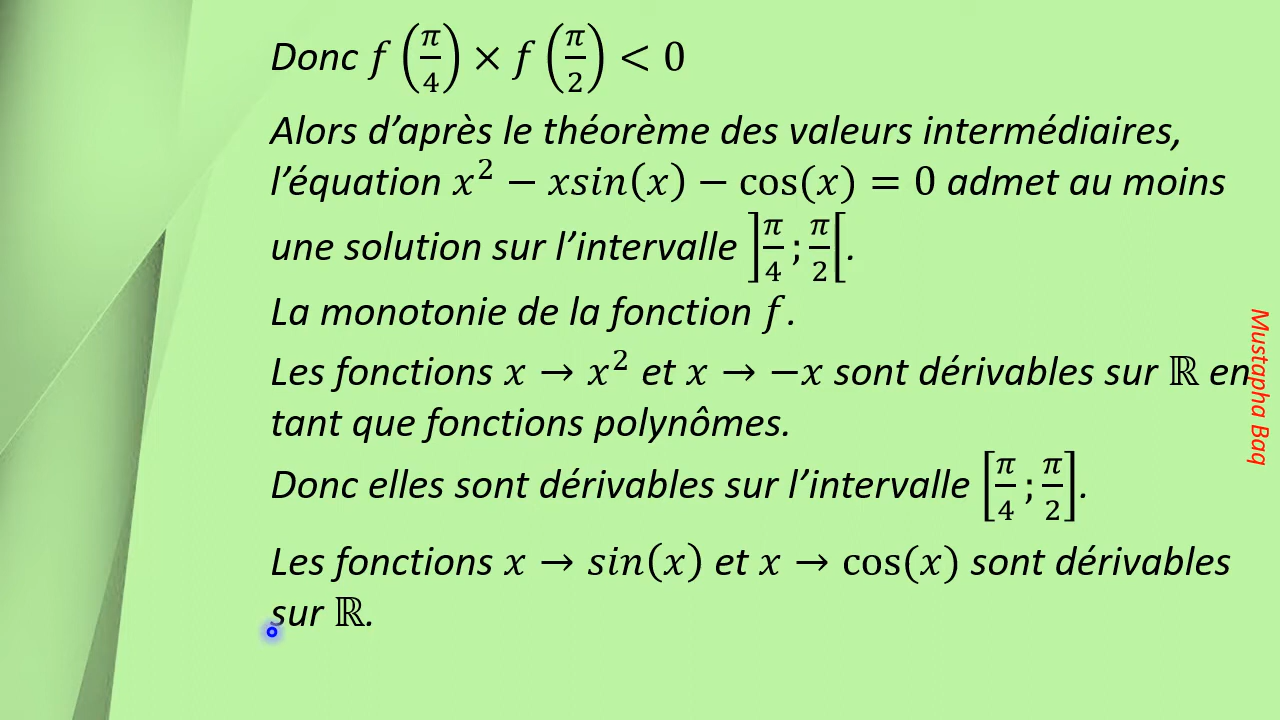 Donc f(π/4) × f(π/2) < 0
Alors d’après le théorème des valeurs intermédiaires,
l’équation x² − xsin(x) − cos(x) = 0 admet au moins
une solution sur l’intervalle ]π/4 ; π/2[.
La monotonie de la fonction f.
Les fonctions x → x² et x → −x sont dérivables sur ℝ en
tant que fonctions polynômes.
Donc elles sont dérivables sur l’intervalle [π/4 ; π/2].
Les fonctions x → sin(x) et x → cos(x) sont dérivables
sur ℝ.
Mustapha Baq